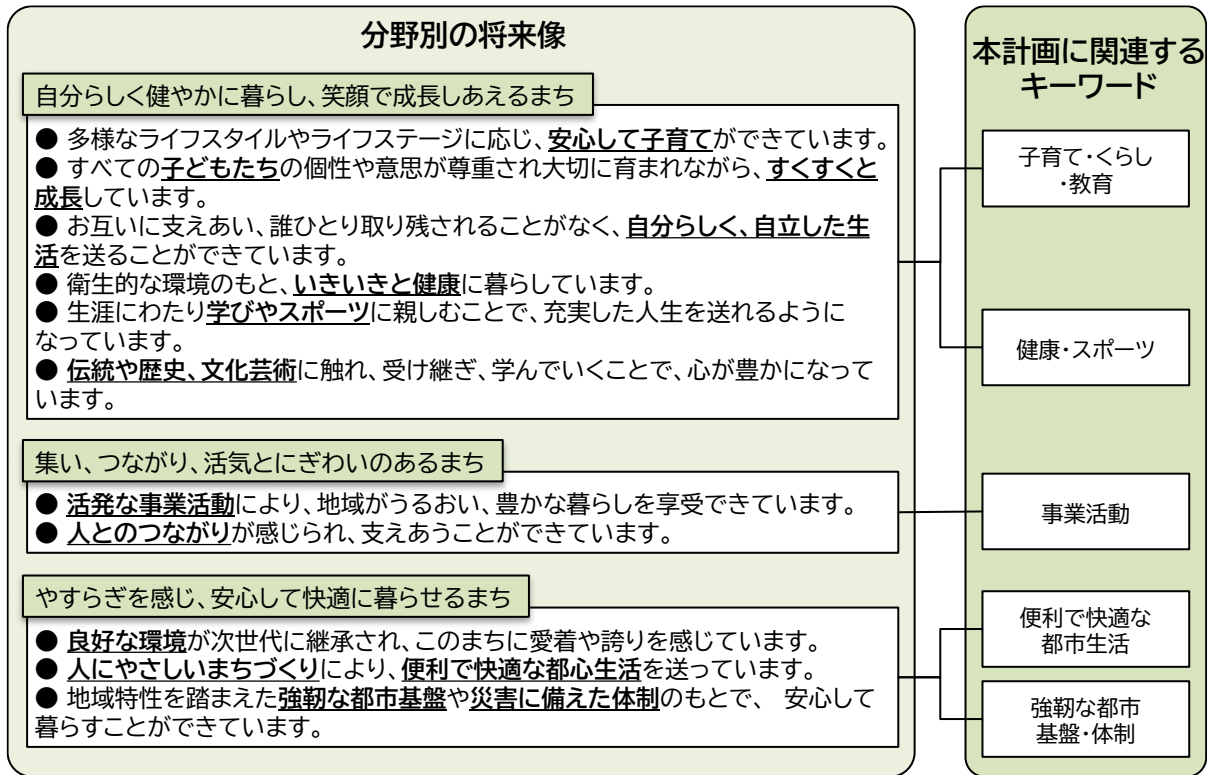 分野別の将来像
自分らしく健やかに暮らし、笑顔で成長しあえるまち
● 多様なライフスタイルやライフステージに応じ、安心して子育てができています。
● すべての子どもたちの個性や意思が尊重され大切に育まれながら、すくすくと
成長しています。
● お互いに支えあい、誰ひとり取り残されることがなく、自分らしく、自立した生
活を送ることができています。
● 衛生的な環境のもと、いきいきと健康に暮らしています。
● 生涯にわたり学びやスポーツに親しむことで、充実した人生を送れるように
なっています。
● 伝統や歴史、文化芸術に触れ、受け継ぎ、学んでいくことで、心が豊かになって
います。
集い、つながり、活気とにぎわいのあるまち
● 活発な事業活動により、地域がうるおい、豊かな暮らしを享受できています。
● 人とのつながりが感じられ、支えあうことができています。
やすらぎを感じ、安心して快適に暮らせるまち
● 良好な環境が次世代に継承され、このまちに愛着や誇りを感じています。
● 人にやさしいまちづくりにより、便利で快適な都心生活を送っています。
● 地域特性を踏まえた強靭な都市基盤や災害に備えた体制のもとで、 安心して
暮らすことができています。
本計画に関連する
キーワード
子育て・くらし
・教育
健康・スポーツ
事業活動
便利で快適な
都市生活
強靭な都市
基盤・体制